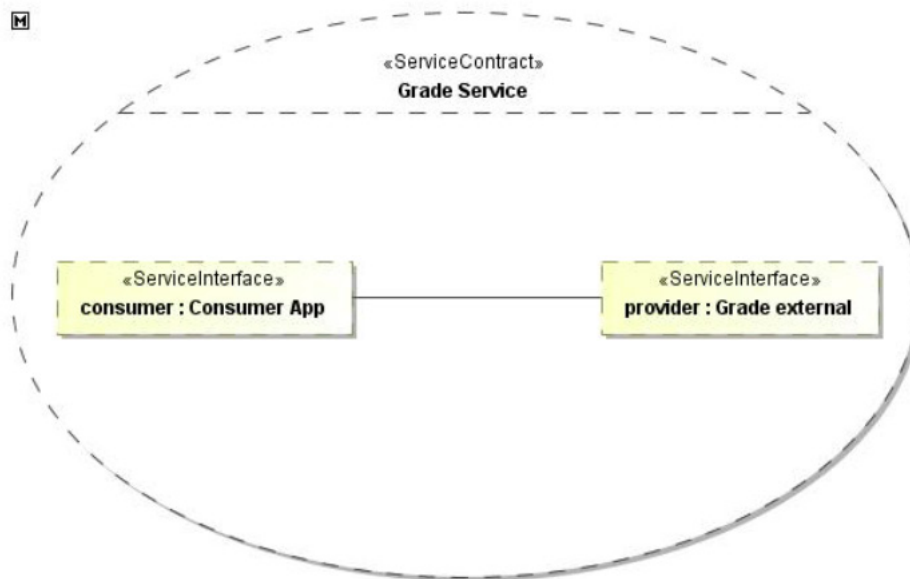 M
«ServiceContract»
Grade Service
«ServiceInterface»
consumer : Consumer App
«ServiceInterface»
provider : Grade external